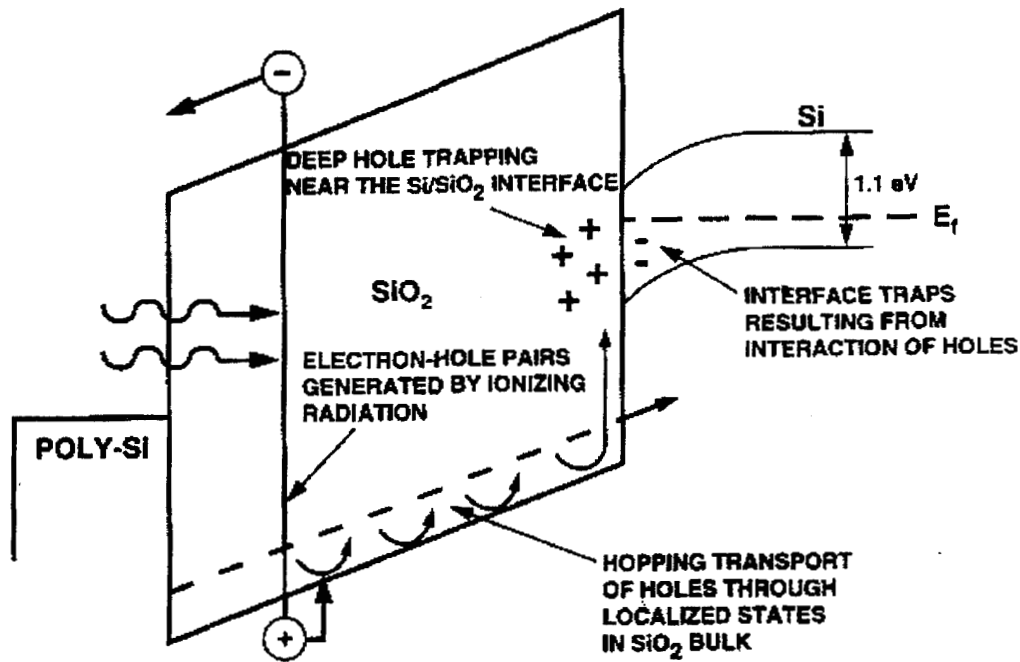 Si
DEEP HOLE TRAPPING
NEAR THE Si/SiO₂ INTERFACE
1.1 eV
E_f
SiO₂
INTERFACE TRAPS
RESULTING FROM
INTERACTION OF HOLES
ELECTRON-HOLE PAIRS
GENERATED BY IONIZING
RADIATION
POLY-Si
HOPPING TRANSPORT
OF HOLES THROUGH
LOCALIZED STATES
IN SiO₂ BULK